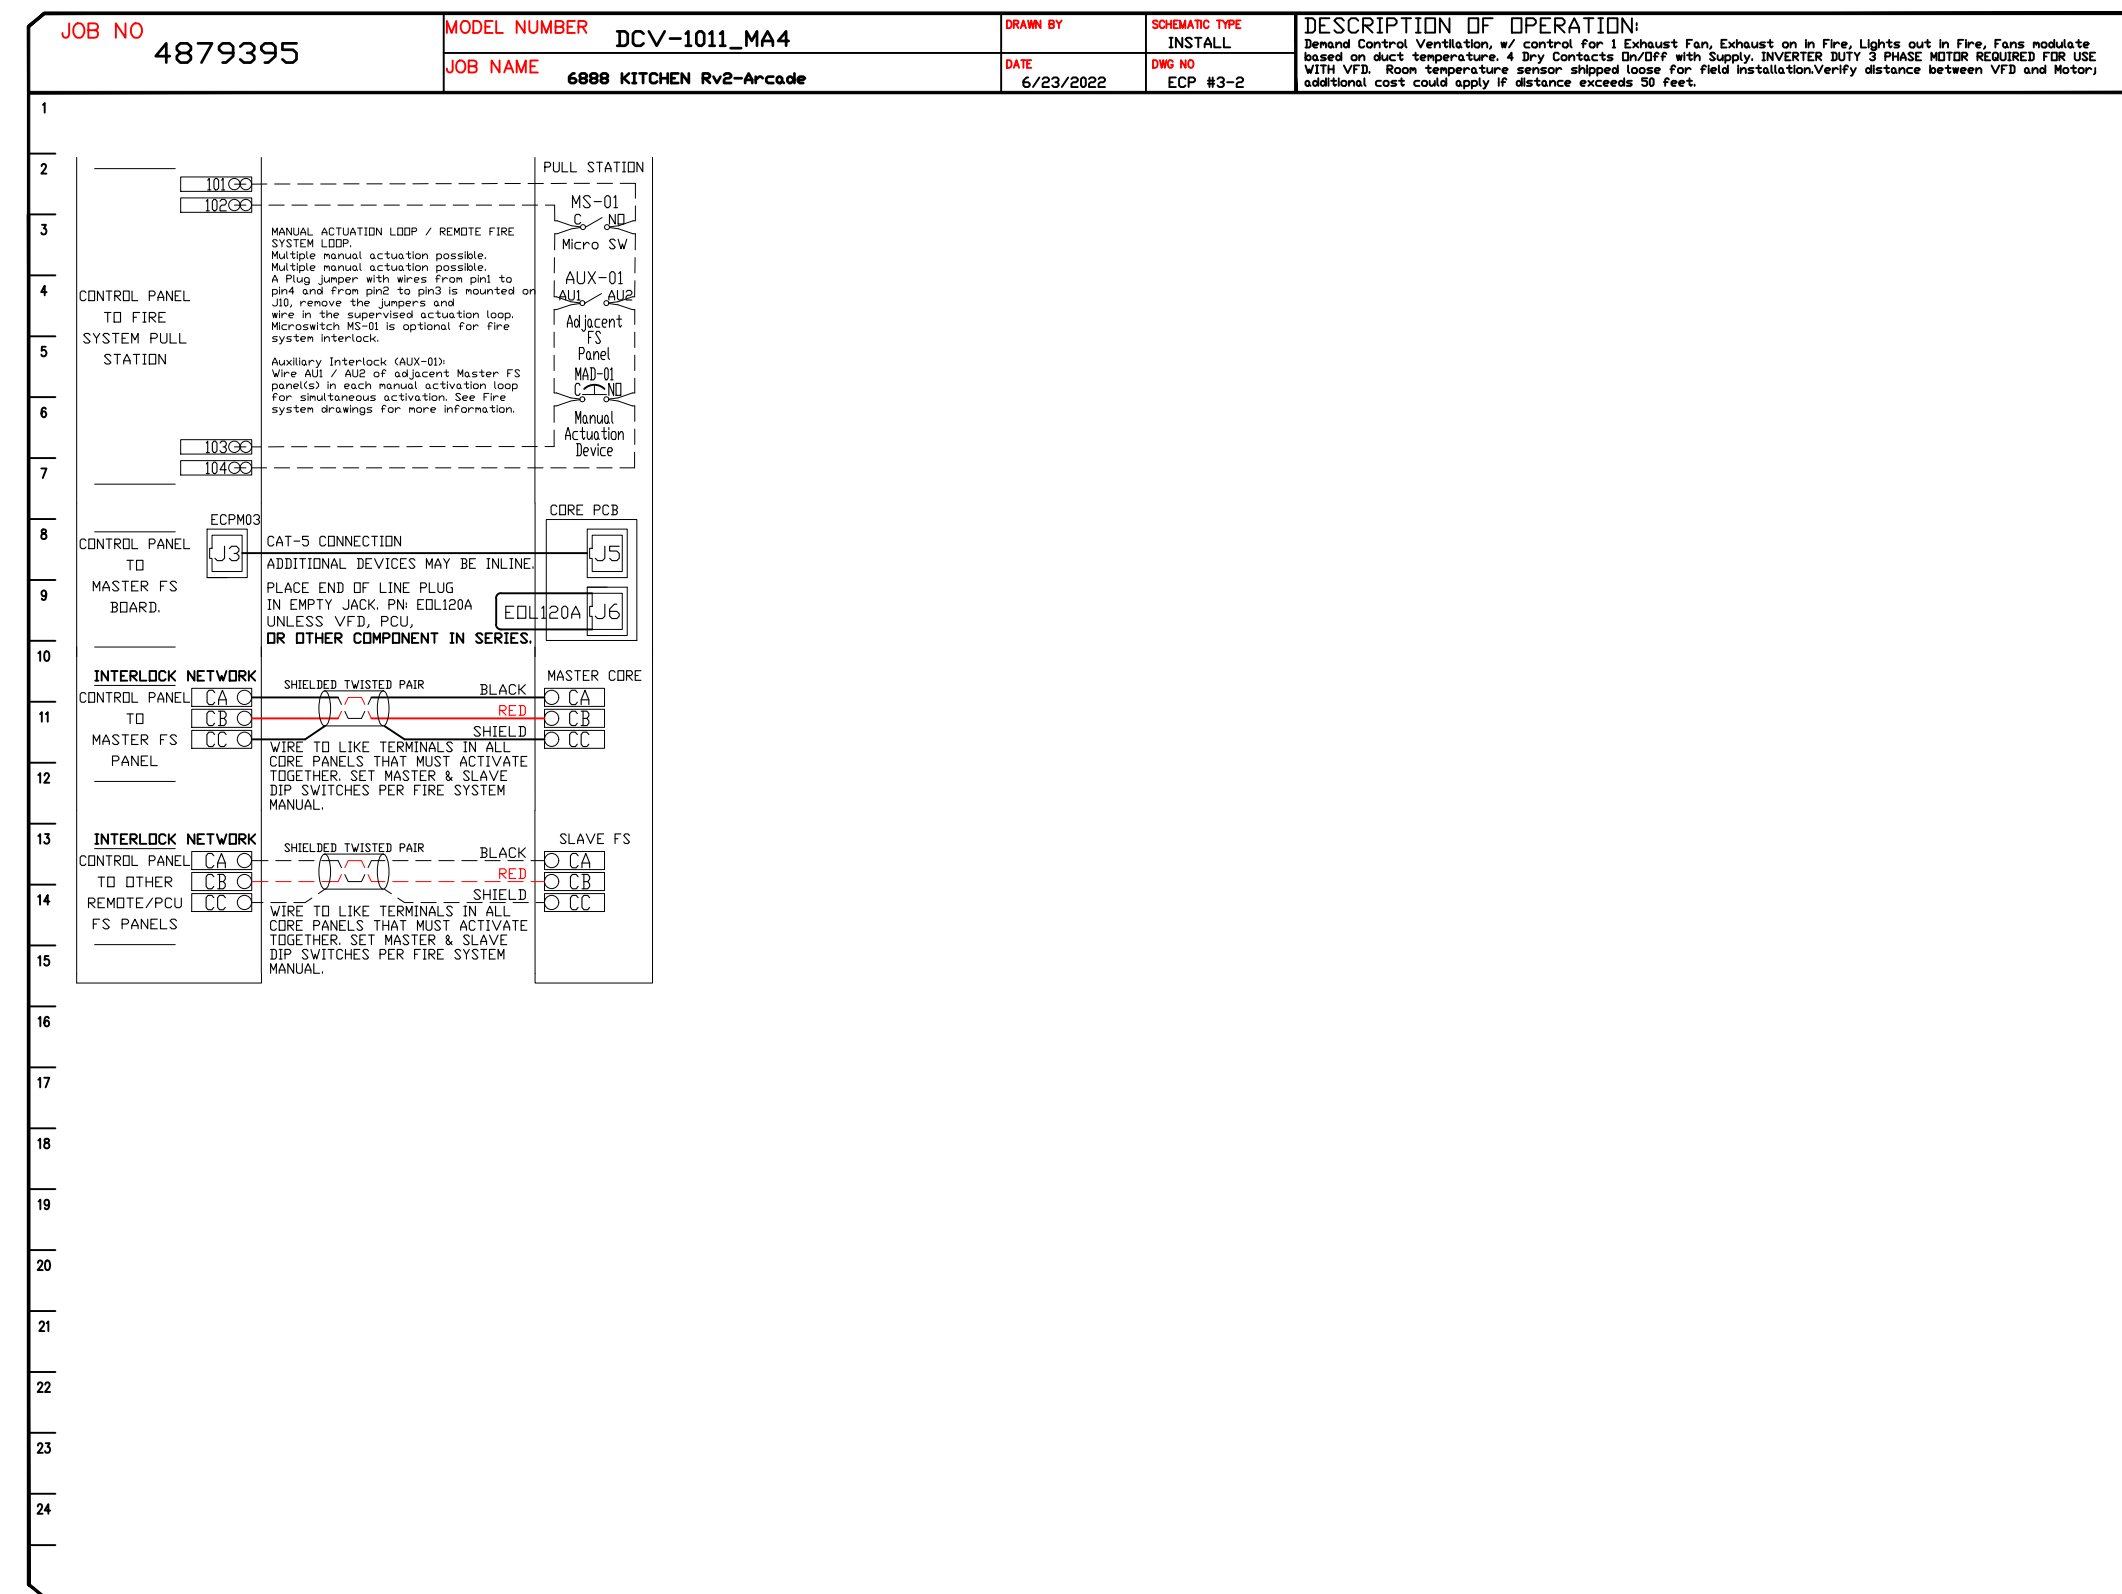 JOB NO
4879395
MODEL NUMBER
DCV-1011_MA4
JOB NAME
6888 KITCHEN Rv2-Arcade
DRAWN BY
DATE
6/23/2022
SCHEMATIC TYPE
INSTALL
DWG NO
ECP #3-2
DESCRIPTION OF OPERATION:
Demand Control Ventilation, w/ control for 1 Exhaust Fan, Exhaust on in Fire, Lights out in Fire, Fans modulate
based on duct temperature. 4 Dry Contacts On/Off with Supply. INVERTER DUTY 3 PHASE MOTOR REQUIRED FOR USE
WITH VFD. Room temperature sensor shipped loose for field installation.Verify distance between VFD and Motor;
additional cost could apply if distance exceeds 50 feet.
1
2
3
4
5
6
7
8
9
10
11
12
13
14
15
16
17
18
19
20
21
22
23
24
CONTROL PANEL
TO FIRE
SYSTEM PULL
STATION
101
102
103
104
MANUAL ACTUATION LOOP / REMOTE FIRE
SYSTEM LOOP.
Multiple manual actuation possible.
Multiple manual actuation possible.
A Plug jumper with wires from pin1 to
pin4 and from pin2 to pin3 is mounted on
J10, remove the jumpers and
wire in the supervised actuation loop.
Microswitch MS-01 is optional for fire
system interlock.
Auxiliary Interlock (AUX-01):
Wire AU1 / AU2 of adjacent Master FS
panel(s) in each manual activation loop
for simultaneous activation. See Fire
system drawings for more information.
PULL STATION
MS-01
C NO
Micro SW
AUX-01
AU1 AU2
Adjacent
FS
Panel
MAD-01
C NO
Manual
Actuation
Device
CONTROL PANEL
TO
MASTER FS
BOARD.
ECPM03
J3
CAT-5 CONNECTION
ADDITIONAL DEVICES MAY BE INLINE.
PLACE END OF LINE PLUG
IN EMPTY JACK. PN: EOL120A
UNLESS VFD, PCU,
OR OTHER COMPONENT IN SERIES.
CORE PCB
J5
EOL120A
J6
INTERLOCK NETWORK
CONTROL PANEL
TO
MASTER FS
PANEL
CA
CB
CC
SHIELDED TWISTED PAIR
BLACK
RED
SHIELD
WIRE TO LIKE TERMINALS IN ALL
CORE PANELS THAT MUST ACTIVATE
TOGETHER. SET MASTER & SLAVE
DIP SWITCHES PER FIRE SYSTEM
MANUAL.
MASTER CORE
CA
CB
CC
INTERLOCK NETWORK
CONTROL PANEL
TO OTHER
REMOTE/PCU
FS PANELS
CA
CB
CC
SHIELDED TWISTED PAIR
BLACK
RED
SHIELD
WIRE TO LIKE TERMINALS IN ALL
CORE PANELS THAT MUST ACTIVATE
TOGETHER. SET MASTER & SLAVE
DIP SWITCHES PER FIRE SYSTEM
MANUAL.
SLAVE FS
CA
CB
CC